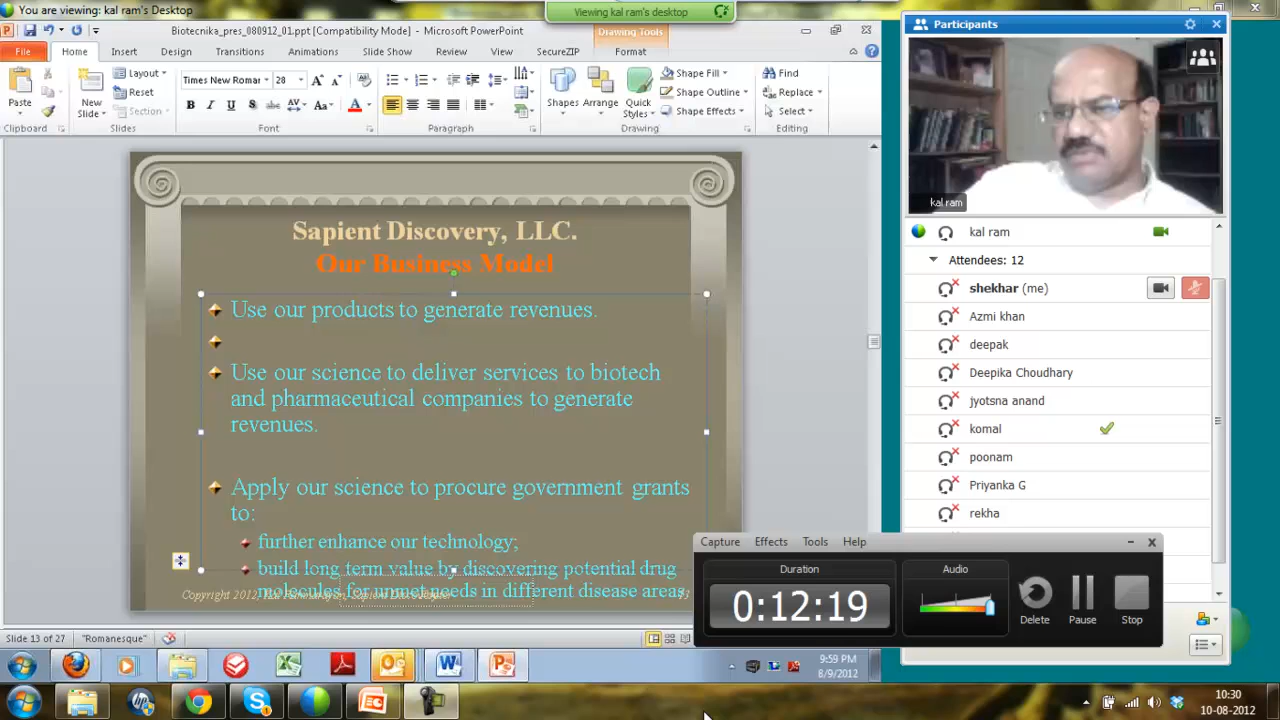 You are viewing: kal ram's Desktop
Viewing kal ram's desktop
[Compatibility Mode] - Microsoft PowerP
Drawing Tools
File Home Insert Design Transitions Animations Slide Show Review View SecureZIP Format
Paste
Clipboard
New
Slide
Layout
Reset
Section
Slides
Times New Romar 28
B I U S abc AV Aa A
Font
Paragraph
Shapes Arrange Quick
Styles
Shape Fill
Shape Outline
Shape Effects
Drawing
Find
Replace
Select
Editing
Sapient Discovery, LLC.
Our Business Model
Use our products to generate revenues.
Use our science to deliver services to biotech
and pharmaceutical companies to generate
revenues.
Apply our science to procure government grants
to:
further enhance our technology;
build long term value by discovering potential drug
molecules for unmet needs in different disease areas
Copyright 2012,
Slide 13 of 27 "Romanesque"
9:59 PM
8/9/2012
Participants
kal ram
kal ram
Attendees: 12
shekhar (me)
Azmi khan
deepak
Deepika Choudhary
jyotsna anand
komal
poonam
Priyanka G
rekha
Capture Effects Tools Help
Duration
0:12:19
Audio
Delete Pause Stop
10:30
10-08-2012